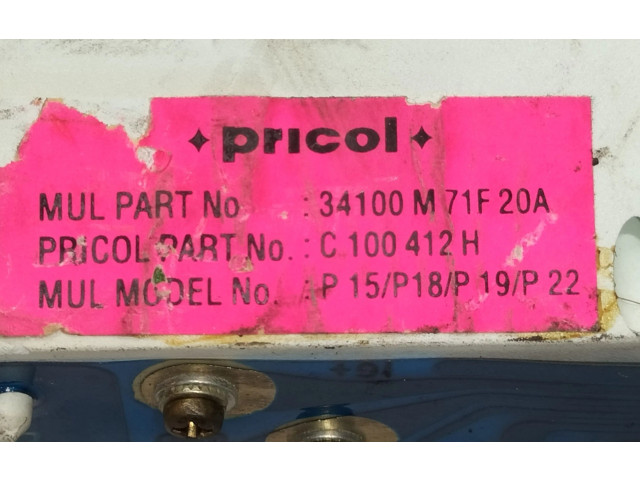 pricol
MUL PART No. : 34100 M 71F 20A
PRICOL PART No. : C 100 412 H
MUL MODEL No. : P 15/P18/P 19/P 22